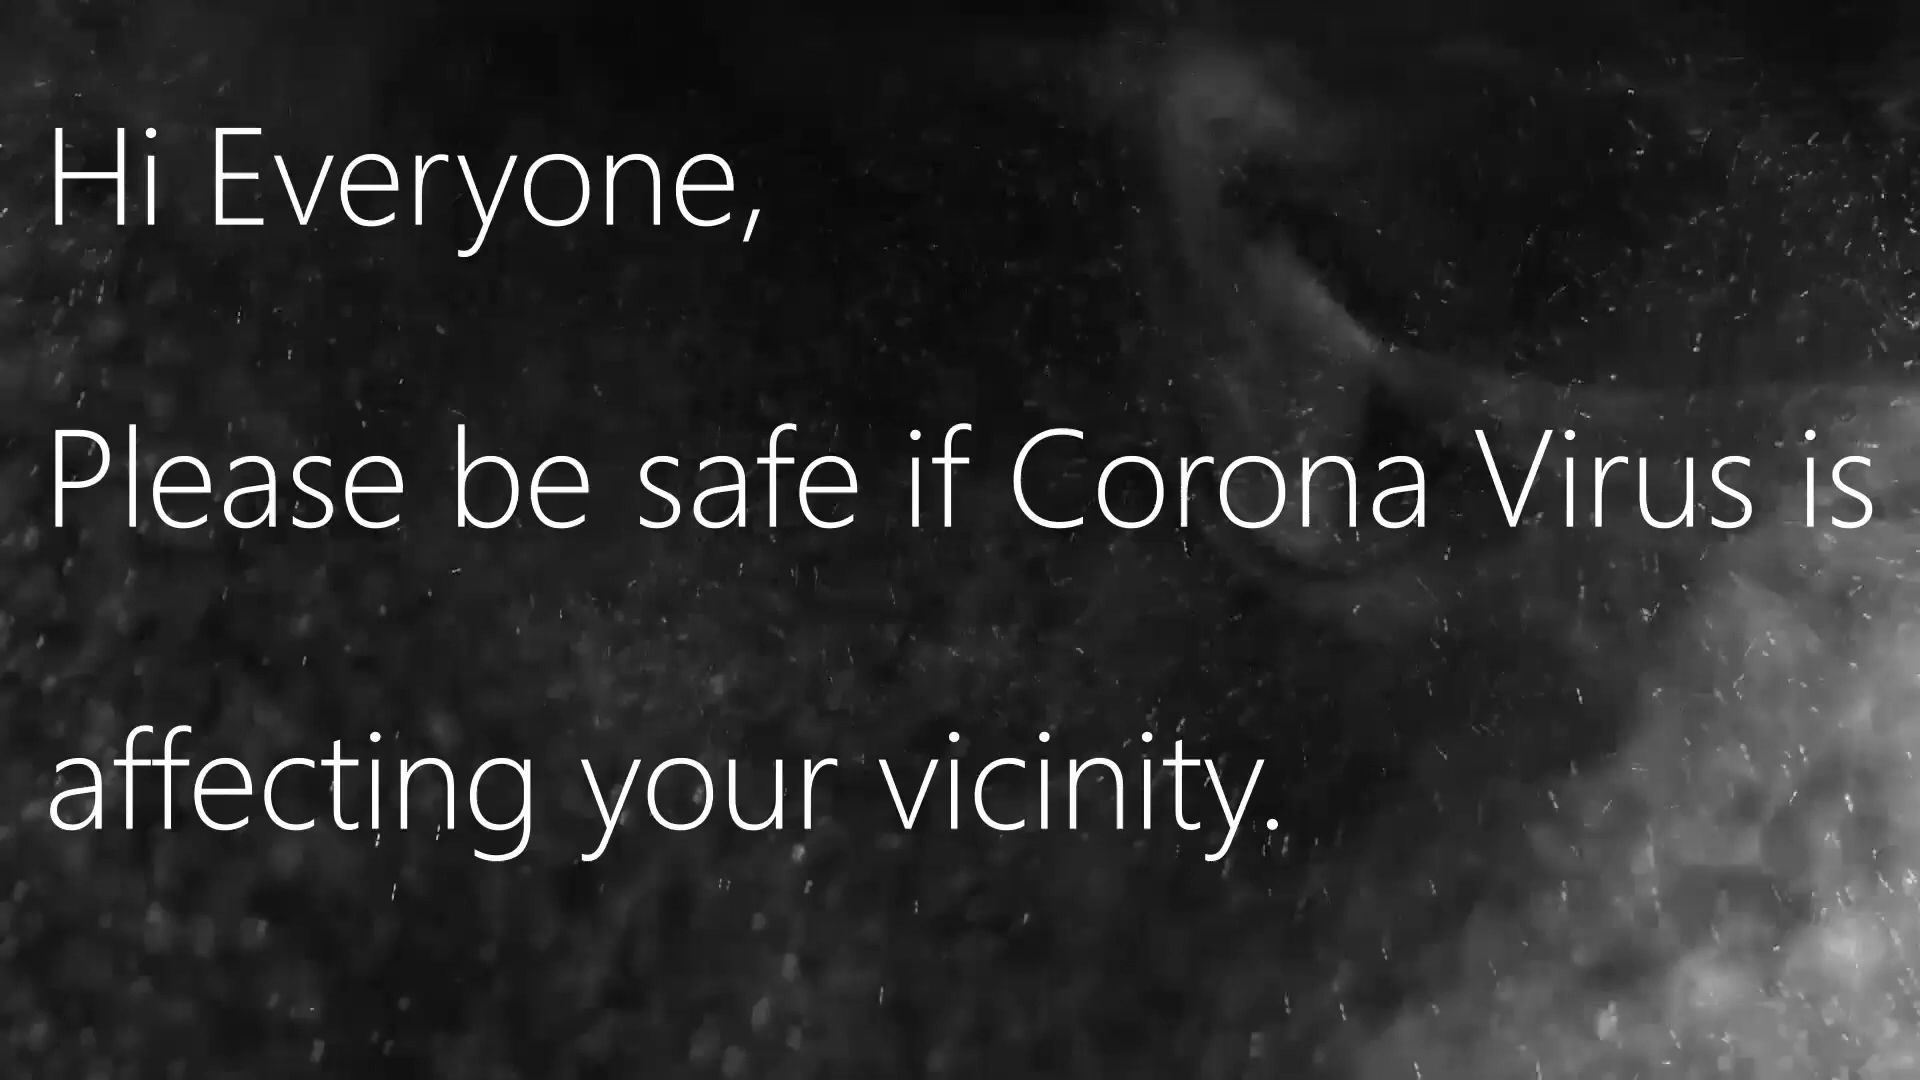 Hi Everyone,
Please be safe if Corona Virus is
affecting your vicinity.